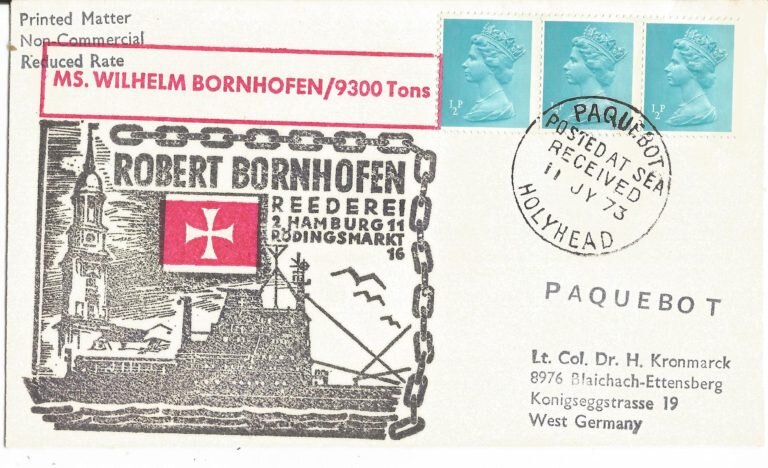 Printed Matter
Non-Commercial
Reduced Rate
MS. WILHELM BORNHOFEN/9300 Tons
ROBERT BORNHOFEN
REEDEREI
2 HAMBURG 11
RÖDINGSMARKT
16
½P
½P
½P
PAQUEBOT
POSTED AT SEA
RECEIVED
11 JY 73
HOLYHEAD
PAQUEBOT
Lt. Col. Dr. H. Kronmarck
8976 Blaichach-Ettensberg
Konigseggstrasse 19
West Germany